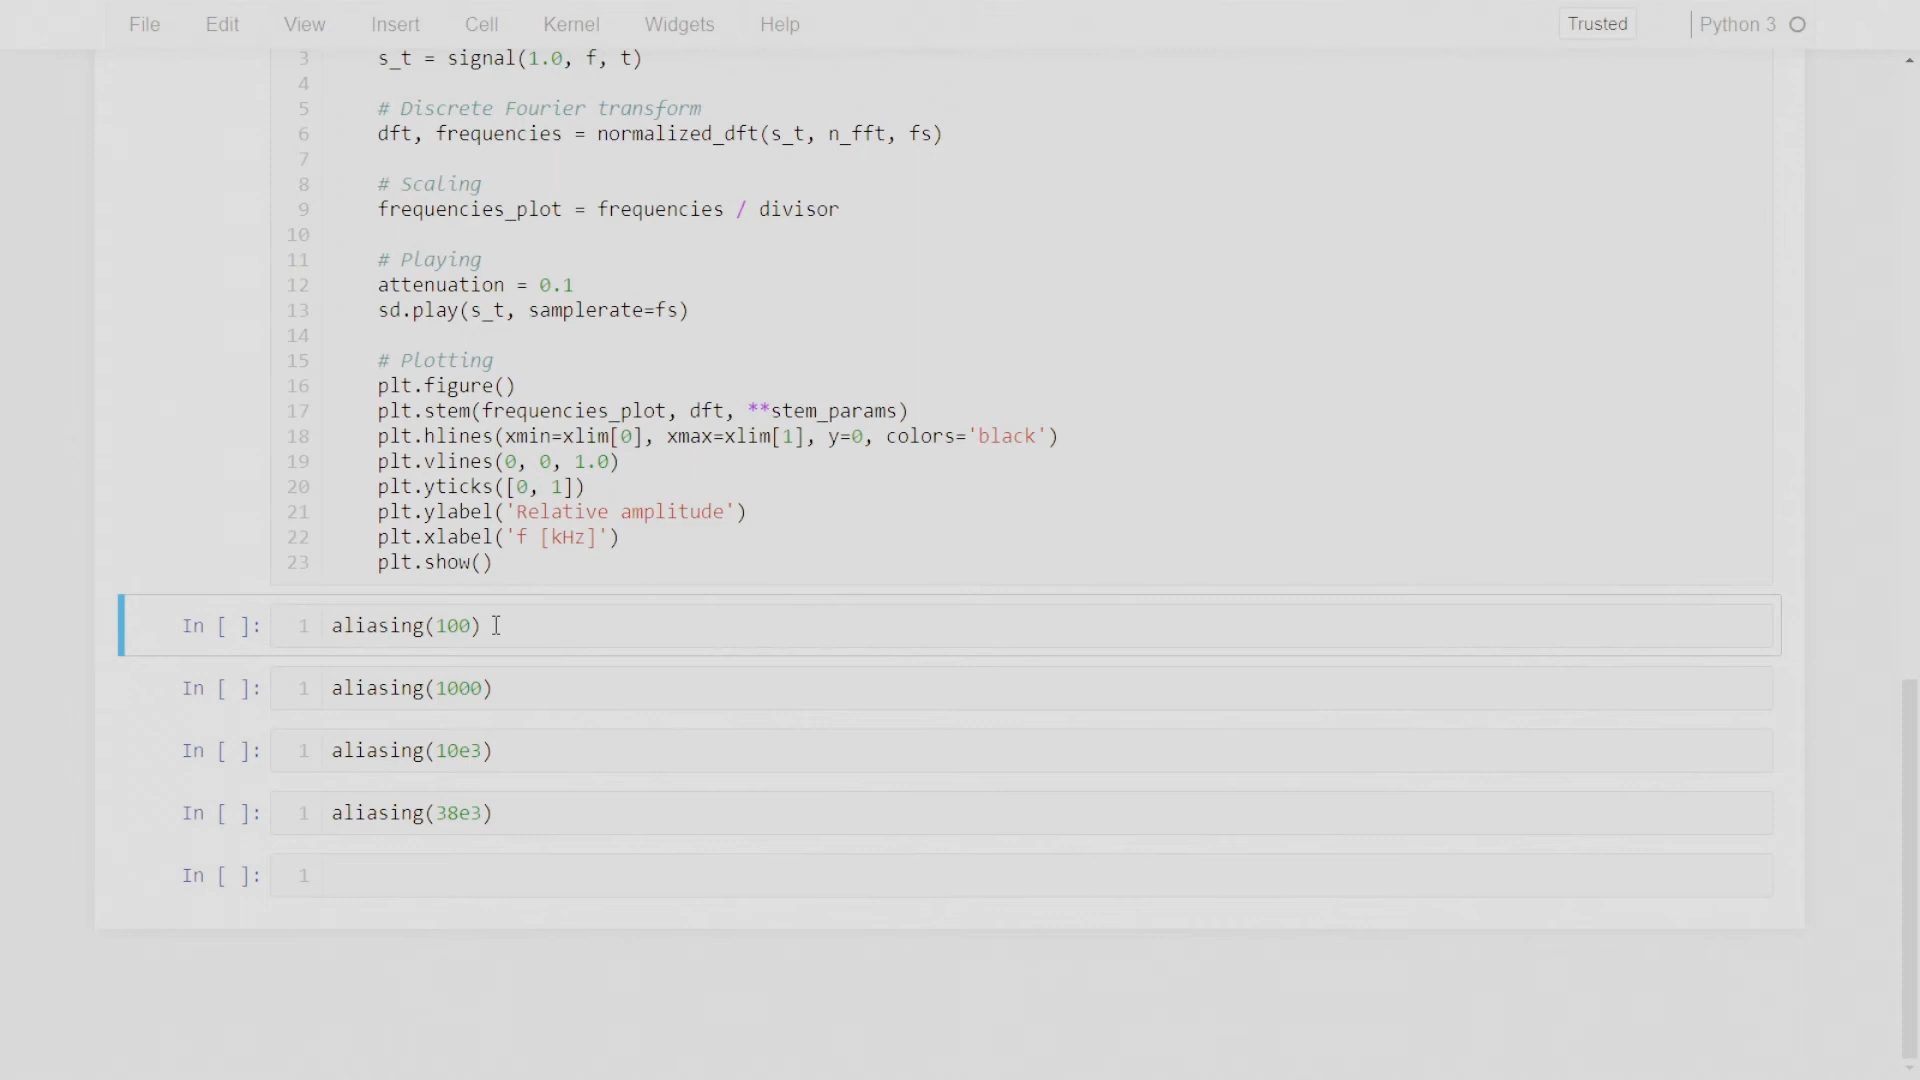 File Edit View Insert Cell Kernel Widgets Help Trusted Python 3
3 s_t = signal(1.0, f, t)
4
5 # Discrete Fourier transform
6 dft, frequencies = normalized_dft(s_t, n_fft, fs)
7
8 # Scaling
9 frequencies_plot = frequencies / divisor
10
11 # Playing
12 attenuation = 0.1
13 sd.play(s_t, samplerate=fs)
14
15 # Plotting
16 plt.figure()
17 plt.stem(frequencies_plot, dft, **stem_params)
18 plt.hlines(xmin=xlim[0], xmax=xlim[1], y=0, colors='black')
19 plt.vlines(0, 0, 1.0)
20 plt.yticks([0, 1])
21 plt.ylabel('Relative amplitude')
22 plt.xlabel('f [kHz]')
23 plt.show()
In [ ]: 1 aliasing(100)
In [ ]: 1 aliasing(1000)
In [ ]: 1 aliasing(10e3)
In [ ]: 1 aliasing(38e3)
In [ ]: 1